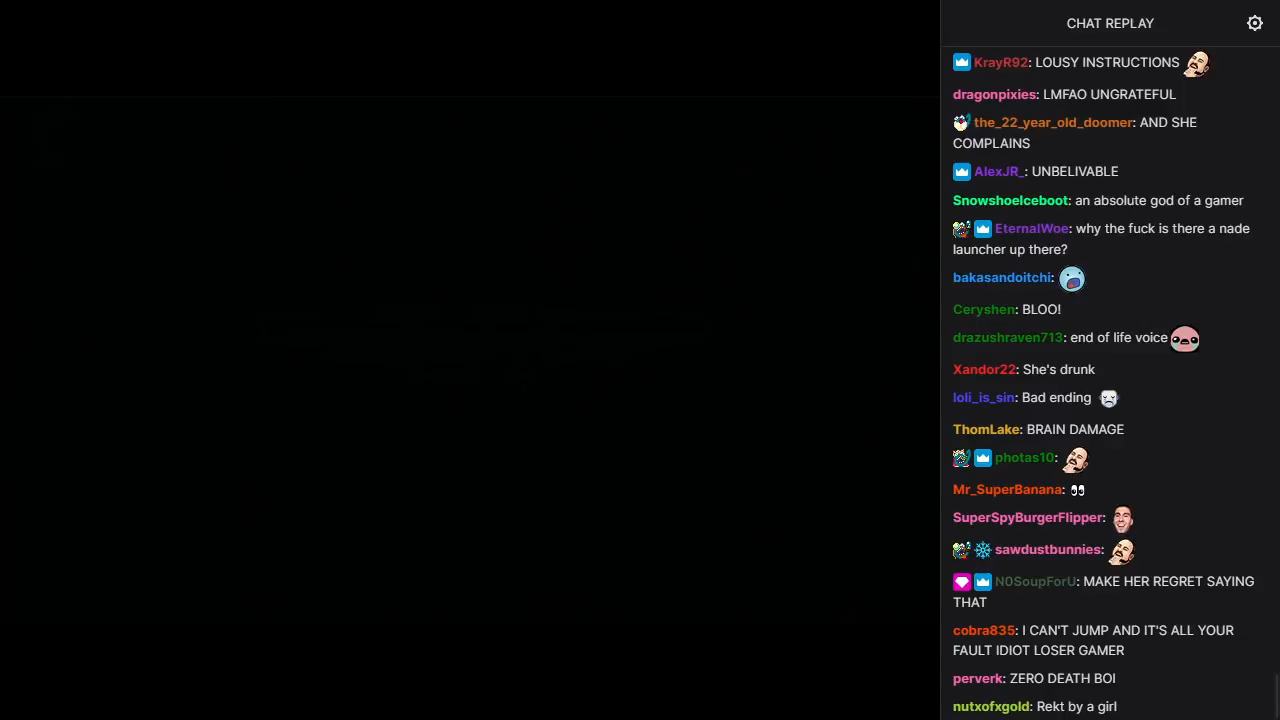 CHAT REPLAY
KrayR92: LOUSY INSTRUCTIONS
dragonpixies: LMFAO UNGRATEFUL
the_22_year_old_doomer: AND SHE
COMPLAINS
AlexJR_: UNBELIVABLE
SnowshoeIceboot: an absolute god of a gamer
EternalWoe: why the fuck is there a nade
launcher up there?
bakasandoitchi:
Ceryshen: BLOO!
drazushraven713: end of life voice
Xandor22: She's drunk
loli_is_sin: Bad ending
ThomLake: BRAIN DAMAGE
photas10:
Mr_SuperBanana:
SuperSpyBurgerFlipper:
sawdustbunnies:
N0SoupForU: MAKE HER REGRET SAYING
THAT
cobra835: I CAN'T JUMP AND IT'S ALL YOUR
FAULT IDIOT LOSER GAMER
perverk: ZERO DEATH BOI
nutxofxgold: Rekt by a girl